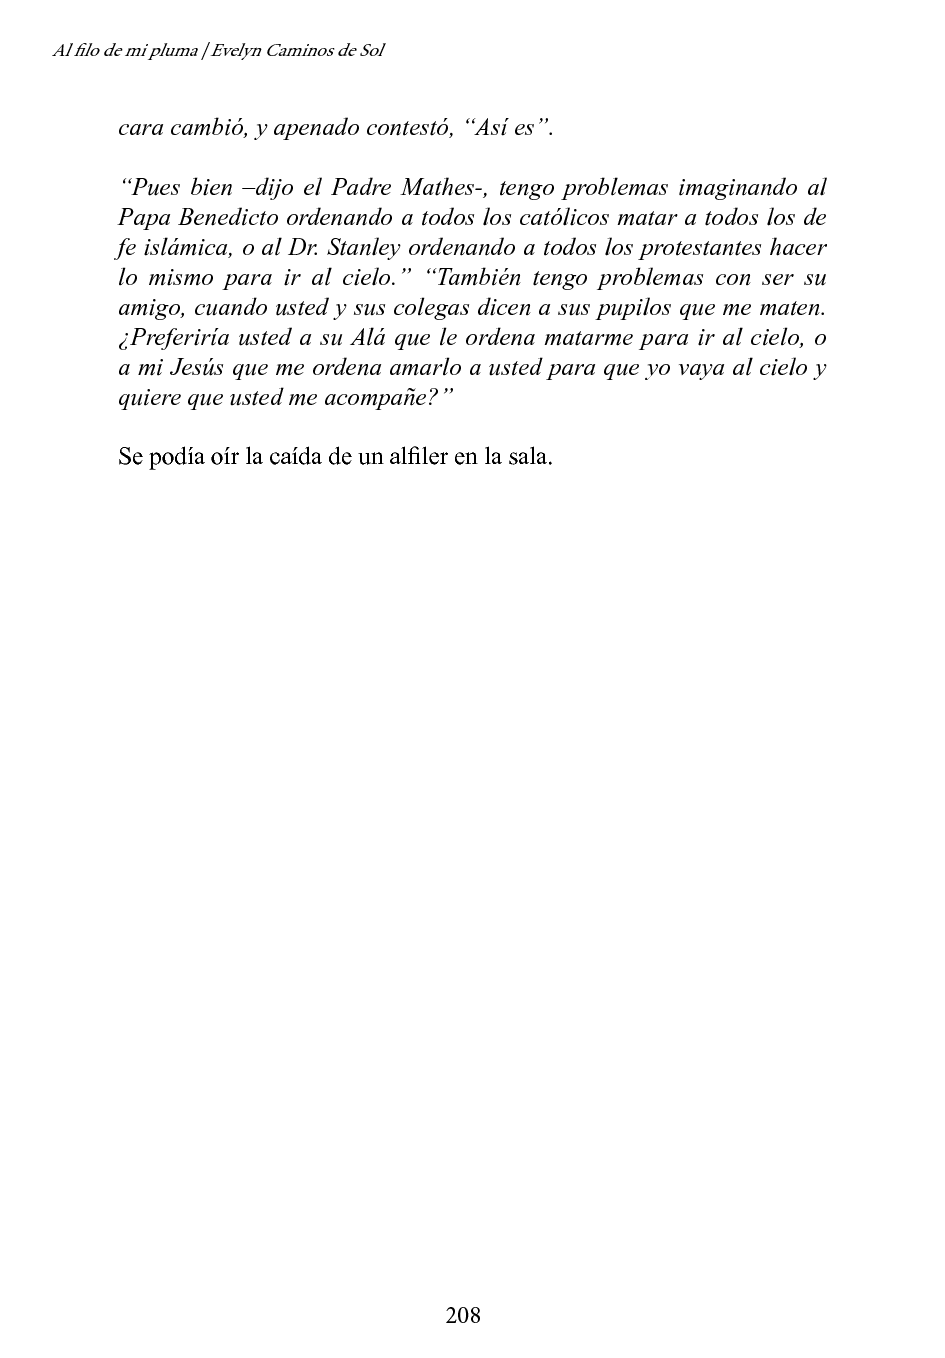 Al filo de mi pluma / Evelyn Caminos de Sol
cara cambió, y apenado contestó, “Así es”.
“Pues bien –dijo el Padre Mathes-, tengo problemas imaginando al
Papa Benedicto ordenando a todos los católicos matar a todos los de
fe islámica, o al Dr. Stanley ordenando a todos los protestantes hacer
lo mismo para ir al cielo.” “También tengo problemas con ser su
amigo, cuando usted y sus colegas dicen a sus pupilos que me maten.
¿Preferiría usted a su Alá que le ordena matarme para ir al cielo, o
a mi Jesús que me ordena amarlo a usted para que yo vaya al cielo y
quiere que usted me acompañe?”
Se podía oír la caída de un alfiler en la sala.
208